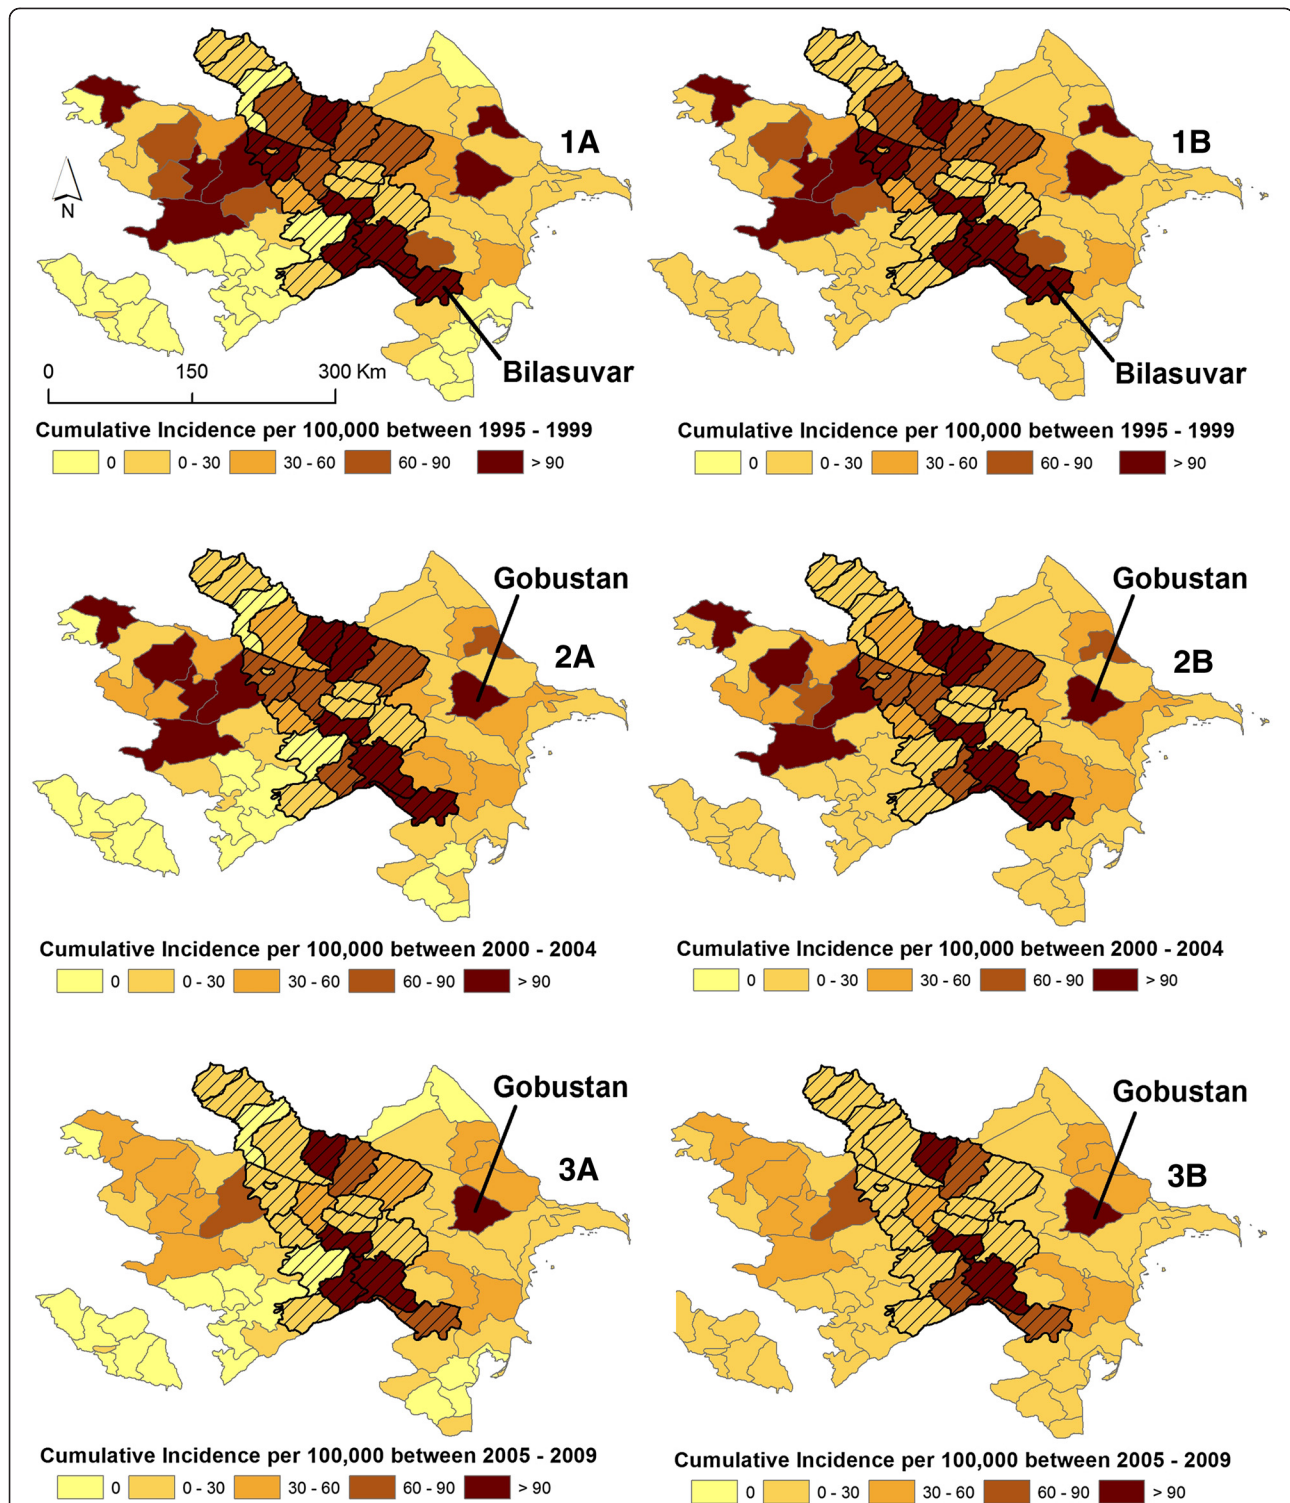 1A
N
Bilasuvar
0 150 300 Km
Cumulative Incidence per 100,000 between 1995 - 1999
0 0 - 30 30 - 60 60 - 90 > 90
1B
Bilasuvar
Cumulative Incidence per 100,000 between 1995 - 1999
0 0 - 30 30 - 60 60 - 90 > 90
Gobustan
2A
Cumulative Incidence per 100,000 between 2000 - 2004
0 0 - 30 30 - 60 60 - 90 > 90
Gobustan
2B
Cumulative Incidence per 100,000 between 2000 - 2004
0 0 - 30 30 - 60 60 - 90 > 90
Gobustan
3A
Cumulative Incidence per 100,000 between 2005 - 2009
0 0 - 30 30 - 60 60 - 90 > 90
Gobustan
3B
Cumulative Incidence per 100,000 between 2005 - 2009
0 0 - 30 30 - 60 60 - 90 > 90